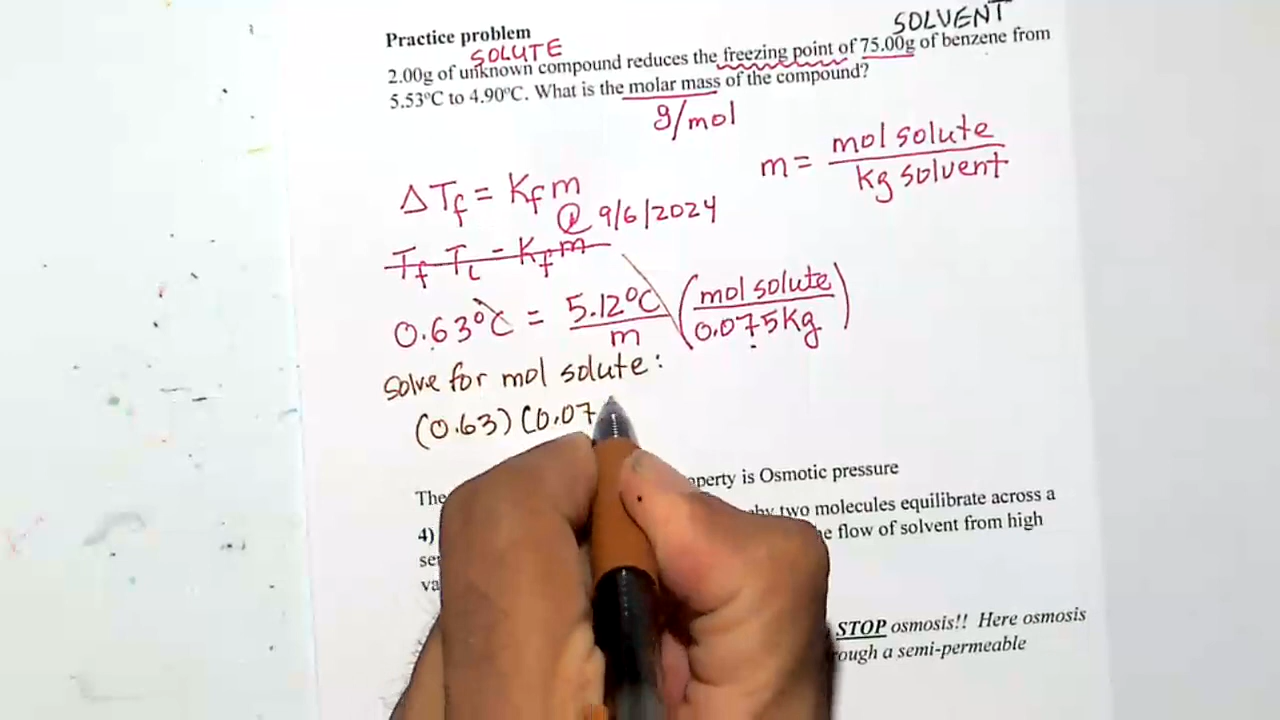 SOLVENT
Practice problem
SOLUTE
2.00g of unknown compound reduces the freezing point of 75.00g of benzene from
5.53°C to 4.90°C. What is the molar mass of the compound?
g/mol
m = mol solute / kg solvent
ΔTf = Kf m
@ 9/6/2024
Tf Ti = Kf m
0.63°C = 5.12°C / m (mol solute / 0.075kg)
Solve for mol solute:
(0.63) (0.07
The perty is Osmotic pressure
4) by two molecules equilibrate across a
se e flow of solvent from high
va
STOP osmosis!! Here osmosis
rough a semi-permeable